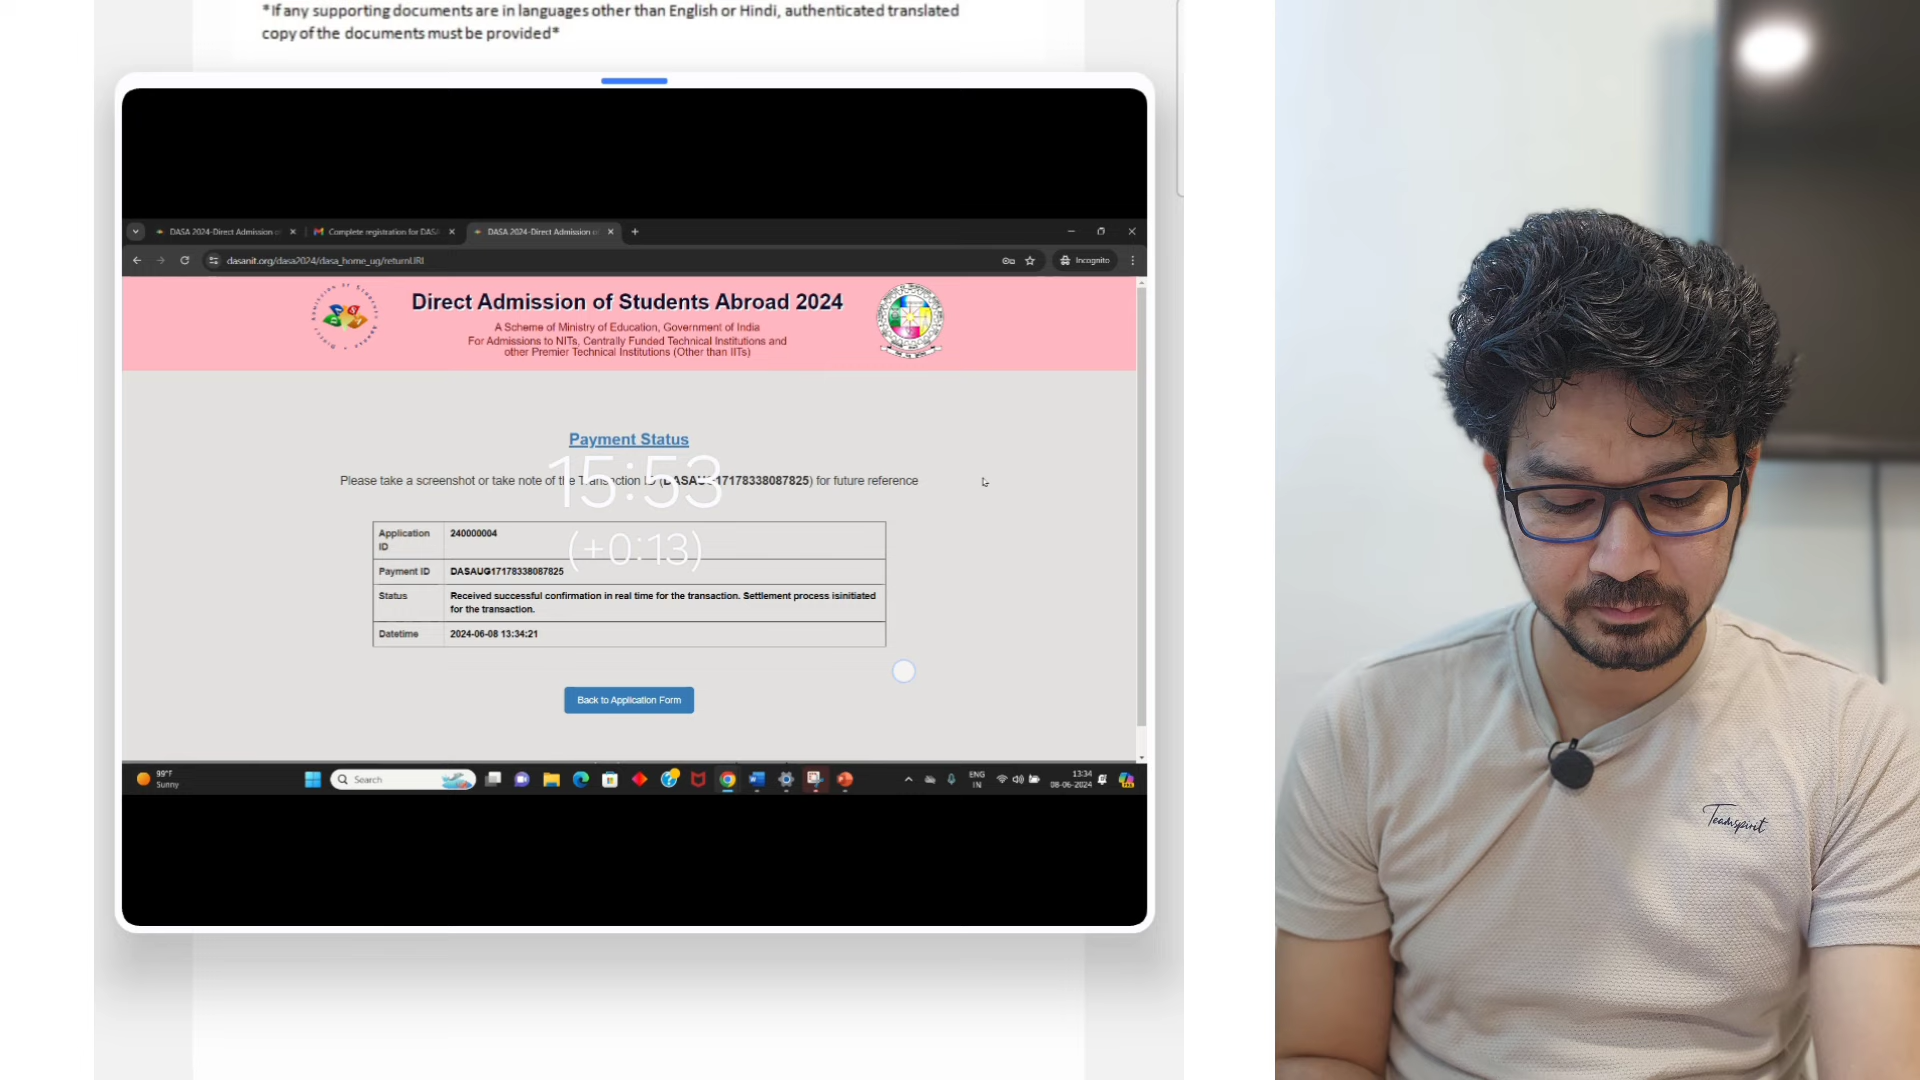 *If any supporting documents are in languages other than English or Hindi, authenticated translated
copy of the documents must be provided*
DASA 2024-Direct Admission of
Complete registration for DASA
DASA 2024-Direct Admission of
dasanit.org/dasa2024/dasa_home_ug/returnURl
Incognito
Direct Admission of Students Abroad 2024
A Scheme of Ministry of Education, Government of India
For Admissions to NITs, Centrally Funded Technical Institutions and
other Premier Technical Institutions (Other than IITs)
Payment Status
15:53
Please take a screenshot or take note of the Transaction ID (DASAUG17178338087825) for future reference
(+0:13)
Application ID 240000004
Payment ID DASAUG17178338087825
Status Received successful confirmation in real time for the transaction. Settlement process isinitiated
for the transaction.
Datetime 2024-06-08 13:34:21
Back to Application Form
99°F
Sunny
Search
ENG
IN
13:34
08-06-2024
Teamspirit